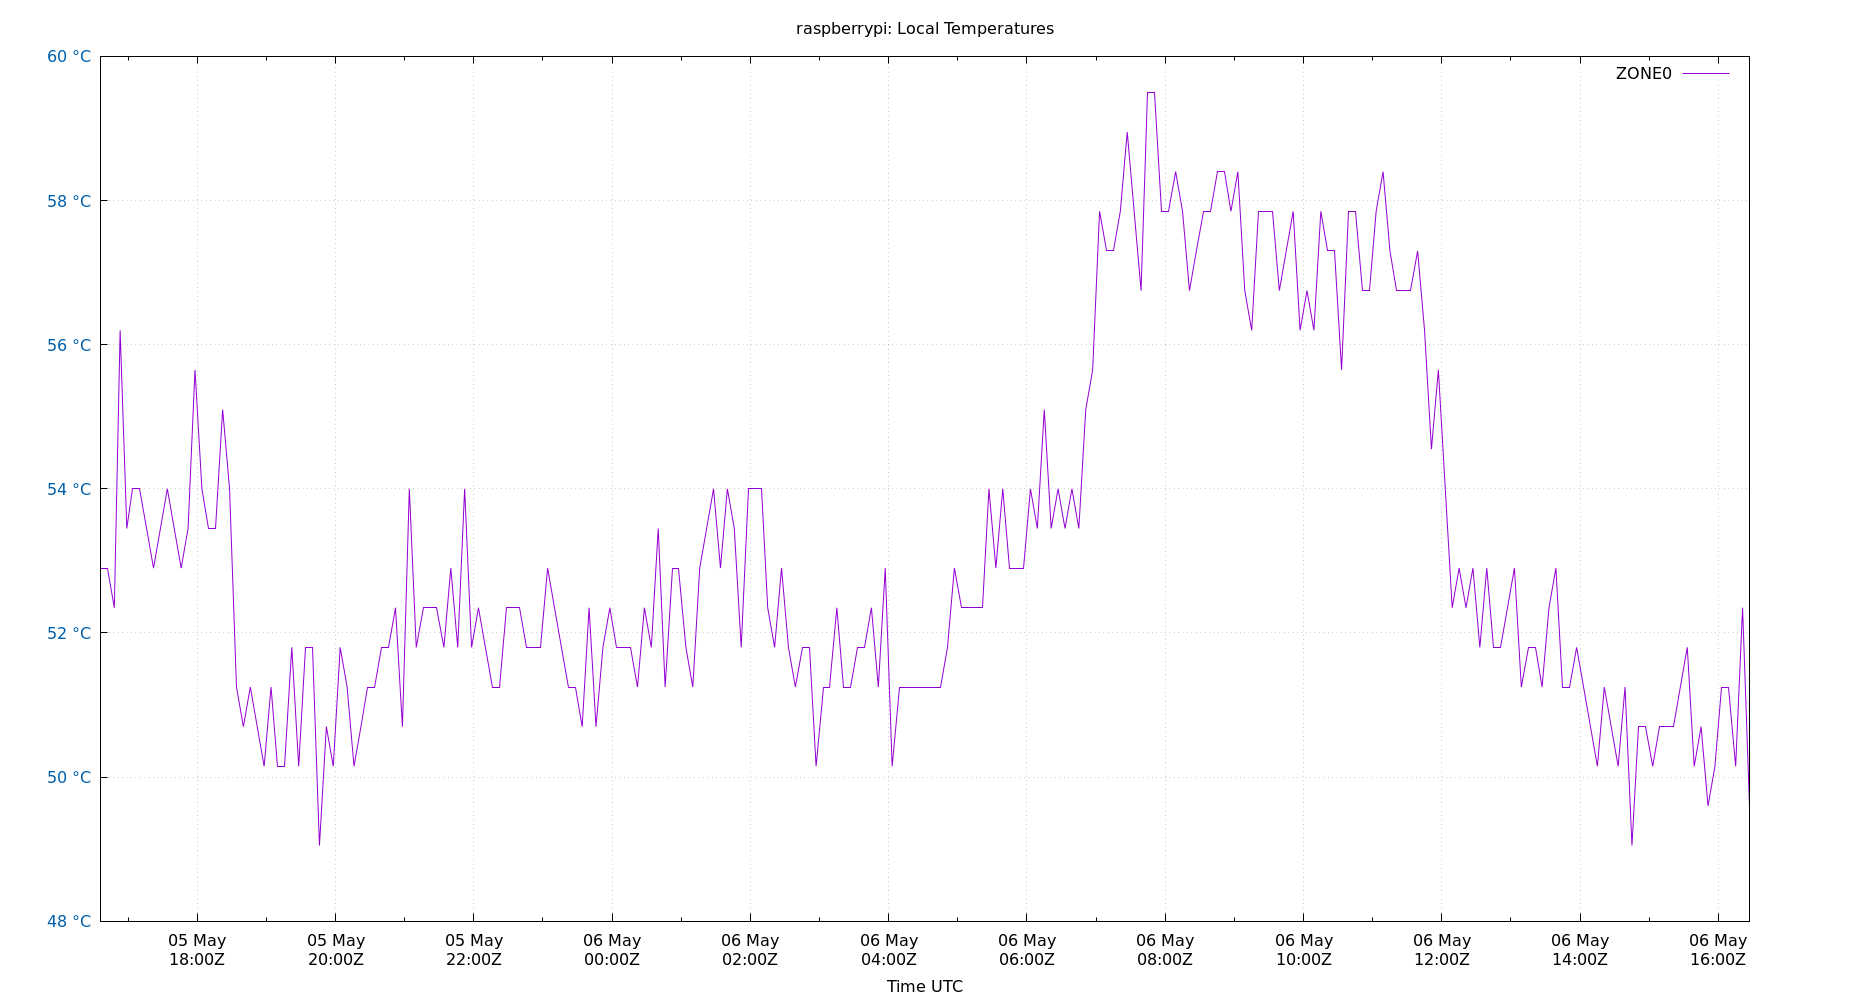 raspberrypi: Local Temperatures
60 °C
ZONE0
58 °C
56 °C
54 °C
52 °C
50 °C
48 °C
05 May 05 May 05 May 06 May 06 May 06 May 06 May 06 May 06 May 06 May 06 May 06 May
18:00Z 20:00Z 22:00Z 00:00Z 02:00Z 04:00Z 06:00Z 08:00Z 10:00Z 12:00Z 14:00Z 16:00Z
Time UTC